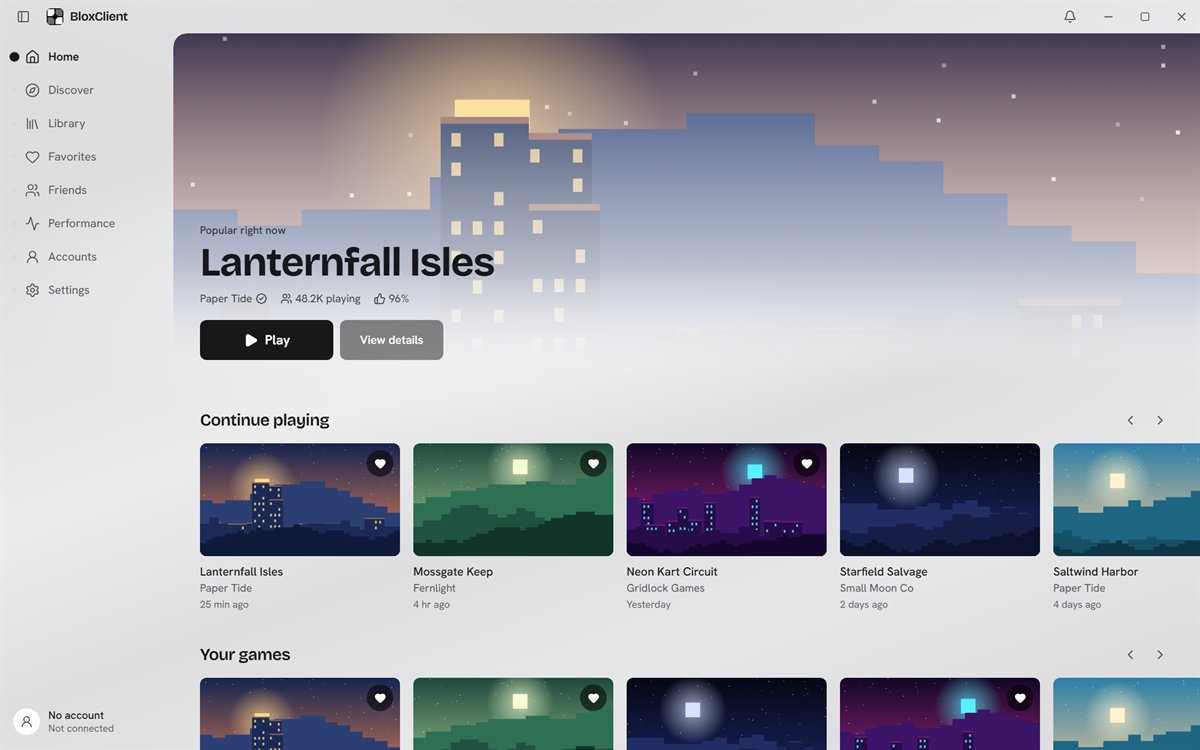 BloxClient
Home
Discover
Library
Favorites
Friends
Performance
Accounts
Settings
Popular right now
Lanternfall Isles
Paper Tide 48.2K playing 96%
Play View details
Continue playing
Lanternfall Isles
Paper Tide
25 min ago
Mossgate Keep
Fernlight
4 hr ago
Neon Kart Circuit
Gridlock Games
Yesterday
Starfield Salvage
Small Moon Co
2 days ago
Saltwind Harbor
Paper Tide
4 days ago
Your games
No account
Not connected